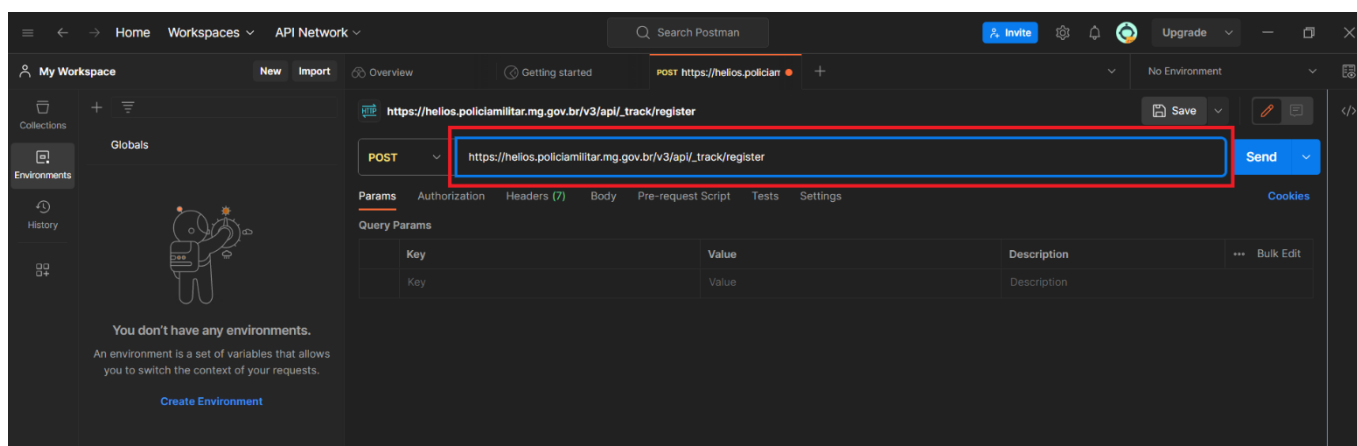 Home Workspaces API Network Search Postman Invite Upgrade
My Workspace New Import Overview Getting started POST https://helios.policiam No Environment
Collections
HTTP https://helios.policiamilitar.mg.gov.br/v3/api/_track/register Save
Globals
POST https://helios.policiamilitar.mg.gov.br/v3/api/_track/register Send
Environments
Params Authorization Headers (7) Body Pre-request Script Tests Settings Cookies
History
Query Params
Key Value Description Bulk Edit
Key Value Description
You don't have any environments.
An environment is a set of variables that allows
you to switch the context of your requests.
Create Environment